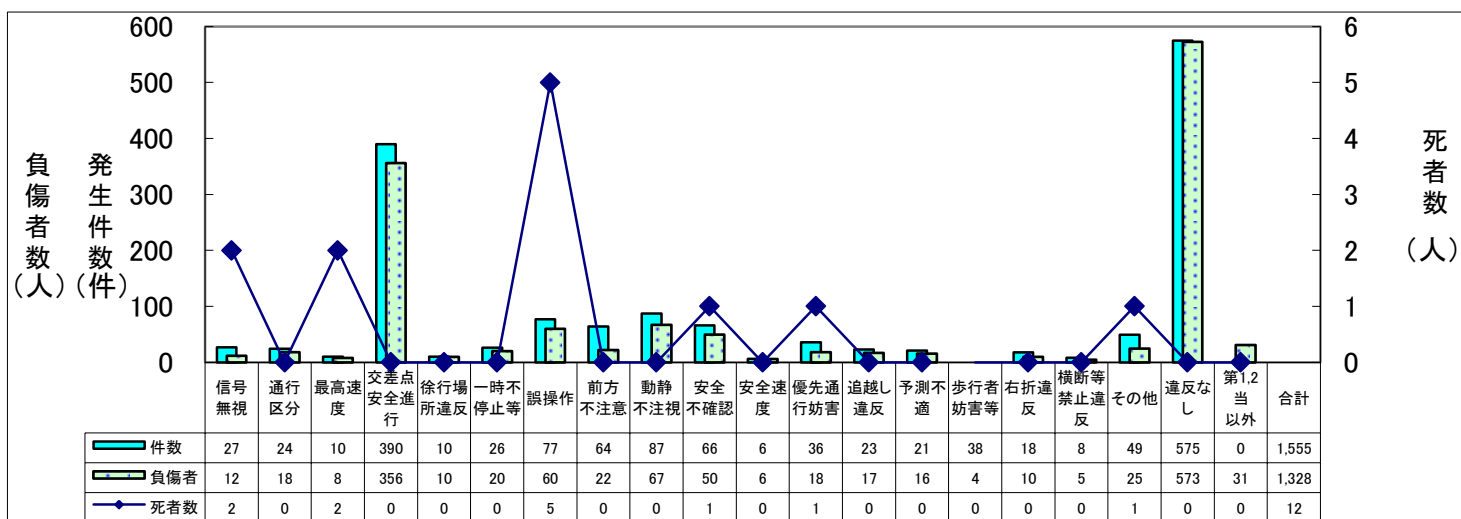 600
500
400
300
200
100
0
6
5
4
3
2
1
0
負傷者数（人）
発生件数（件）
死者数（人）
信号無視
通行区分
最高速度
交差点安全進行
徐行場所違反
一時不停止等
誤操作
前方不注意
動静不注視
安全不確認
安全速度
優先通行妨害
追越し違反
予測不適
歩行者妨害等
右折違反
横断等禁止違反
その他
違反なし
第1,2当以外
合計
件数 27 24 10 390 10 26 77 64 87 66 6 36 23 21 38 18 8 49 575 0 1,555
負傷者 12 18 8 356 10 20 60 22 67 50 6 18 17 16 4 10 5 25 573 31 1,328
死者数 2 0 2 0 0 0 5 0 0 1 0 1 0 0 0 0 0 1 0 0 12